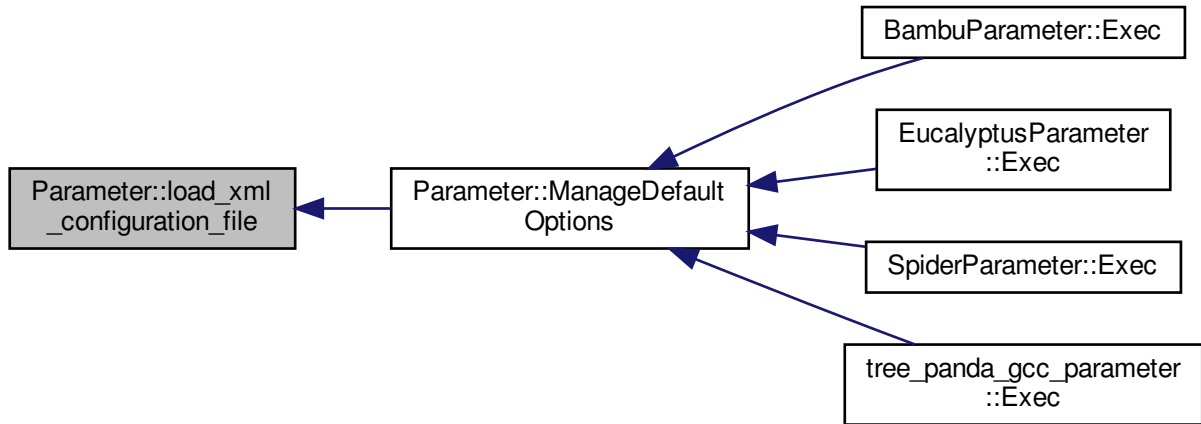 Parameter::load_xml
_configuration_file
Parameter::ManageDefault
Options
BambuParameter::Exec
EucalyptusParameter
::Exec
SpiderParameter::Exec
tree_panda_gcc_parameter
::Exec